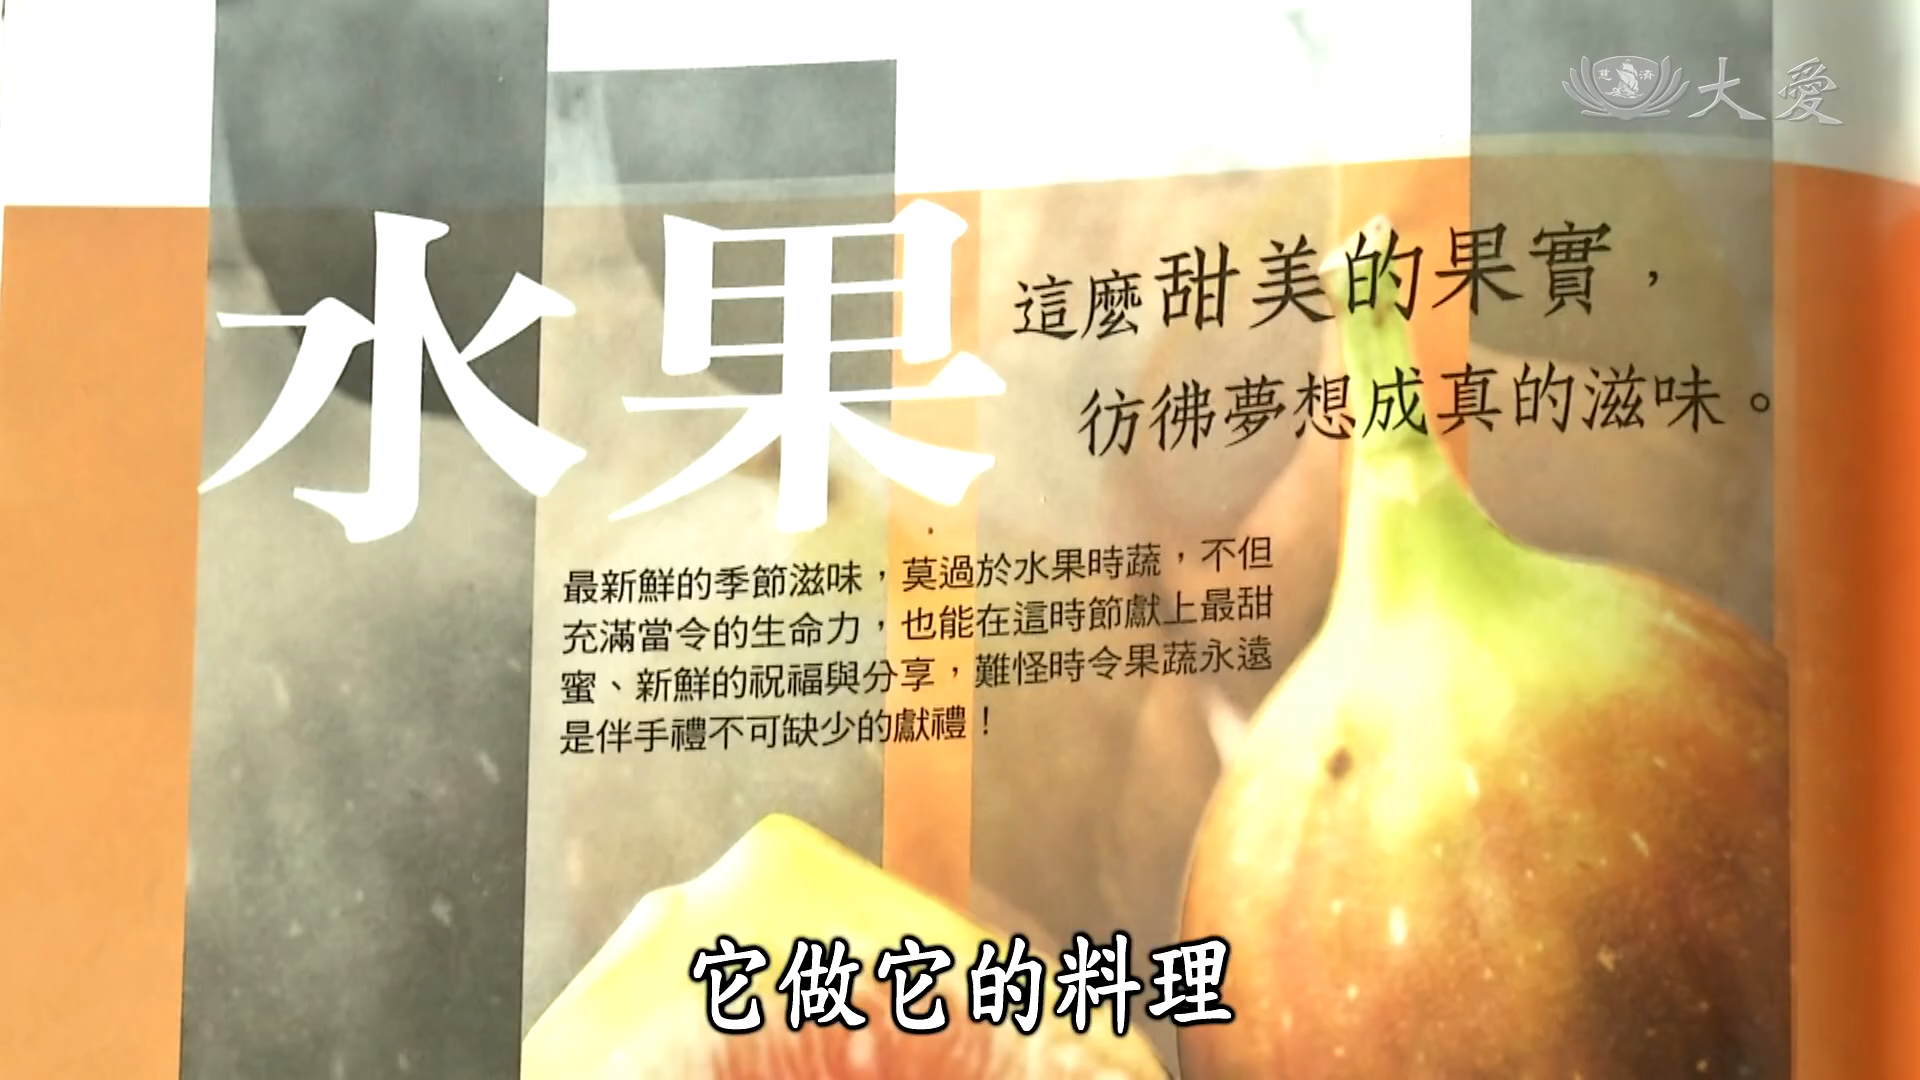 慈濟 大愛
水果
這麼甜美的果實，
彷彿夢想成真的滋味。
最新鮮的季節滋味，莫過於水果時蔬，不但
充滿當令的生命力，也能在這時節獻上最甜
蜜、新鮮的祝福與分享，難怪時令果蔬永遠
是伴手禮不可缺少的獻禮！
它做它的料理